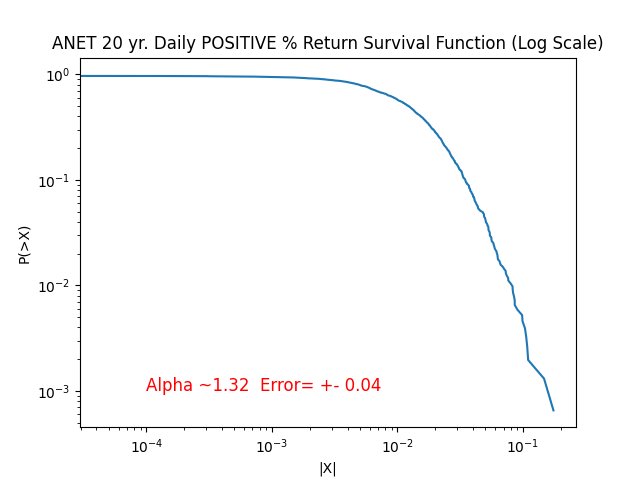 ANET 20 yr. Daily POSITIVE % Return Survival Function (Log Scale)
10⁰
10⁻¹
10⁻²
10⁻³
P(>X)
Alpha ~1.32  Error= +- 0.04
10⁻⁴ 10⁻³ 10⁻² 10⁻¹
|X|